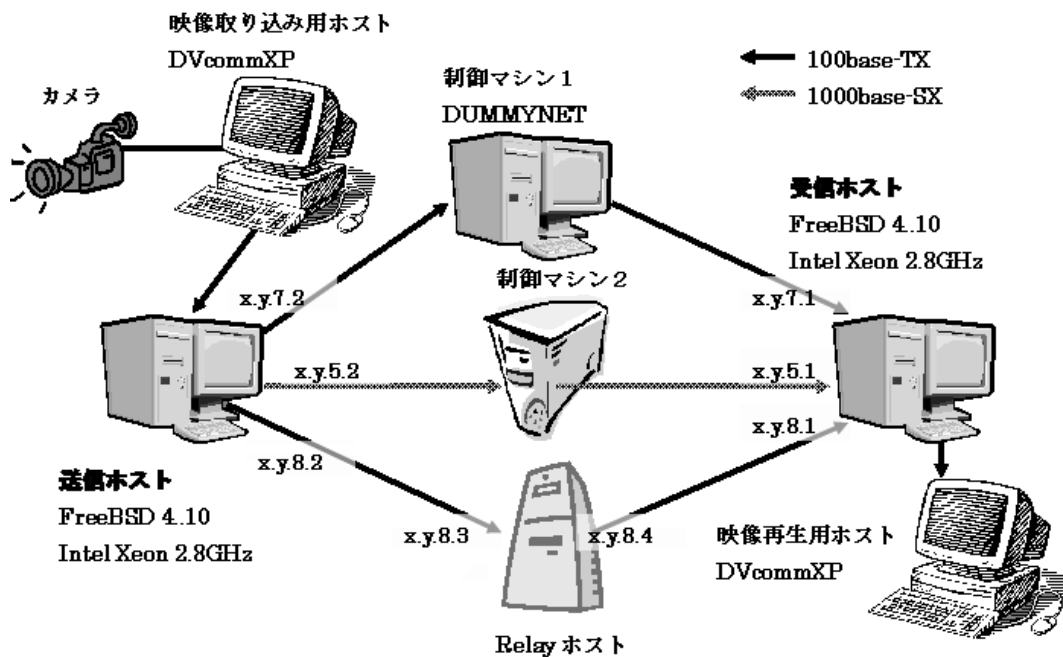 映像取り込み用ホスト
DVcommXP
カメラ
制御マシン1
DUMMYNET
100base-TX
1000base-SX
受信ホスト
FreeBSD 4.10
Intel Xeon 2.8GHz
x.y.7.2
制御マシン2
x.y.7.1
x.y.5.2
x.y.5.1
x.y.8.2
x.y.8.1
送信ホスト
FreeBSD 4.10
Intel Xeon 2.8GHz
x.y.8.3
x.y.8.4
映像再生用ホスト
DVcommXP
Relayホスト